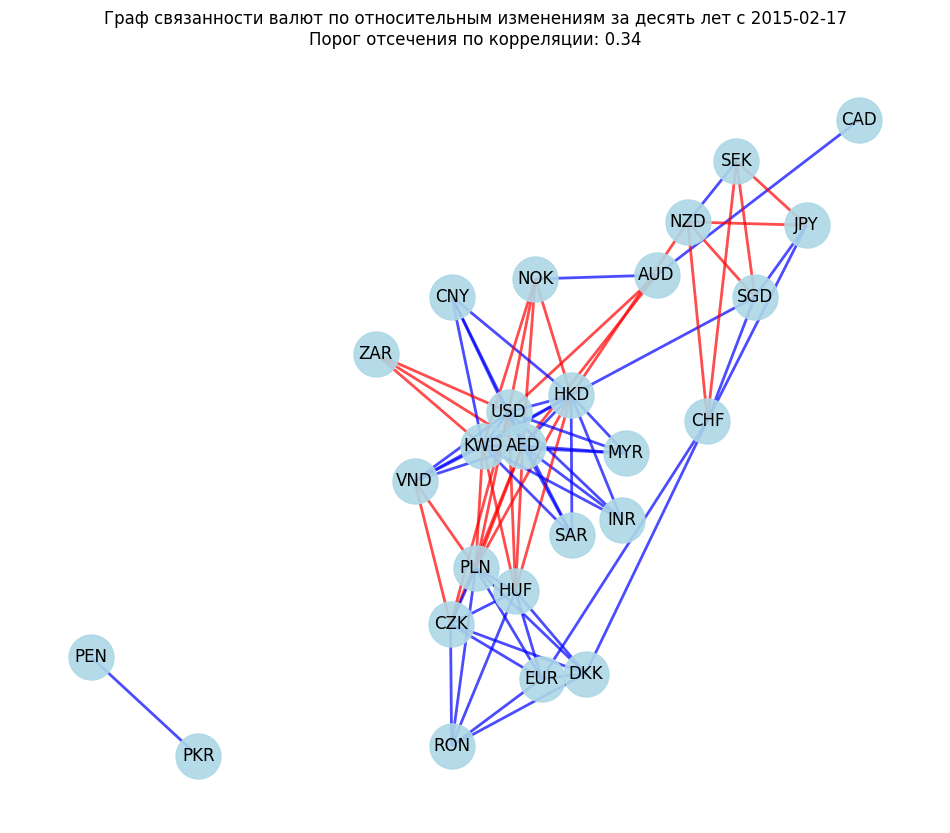 Граф связанности валют по относительным изменениям за десять лет с 2015-02-17
Порог отсечения по корреляции: 0.34
CAD
SEK
NZD
JPY
AUD
NOK
CNY
SGD
ZAR
HKD
USD
CHF
KWD
AED
MYR
VND
INR
SAR
PLN
HUF
CZK
PEN
EUR
DKK
RON
PKR